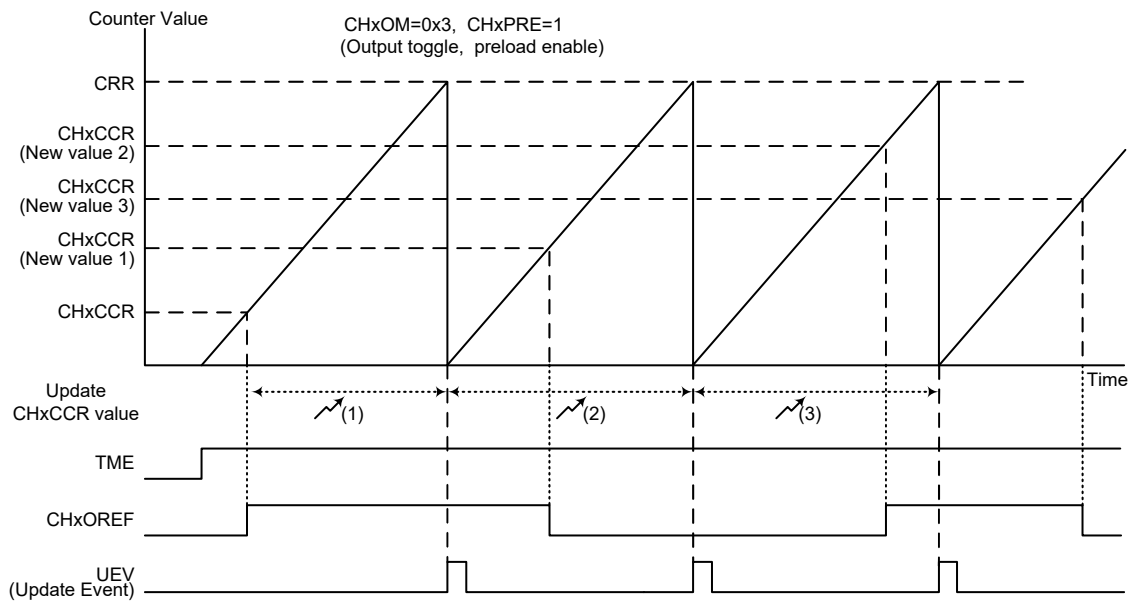 Counter Value
CHxOM=0x3, CHxPRE=1
(Output toggle, preload enable)
CRR
CHxCCR
(New value 2)
CHxCCR
(New value 3)
CHxCCR
(New value 1)
CHxCCR
Time
Update
CHxCCR value
(1)
(2)
(3)
TME
CHxOREF
UEV
(Update Event)